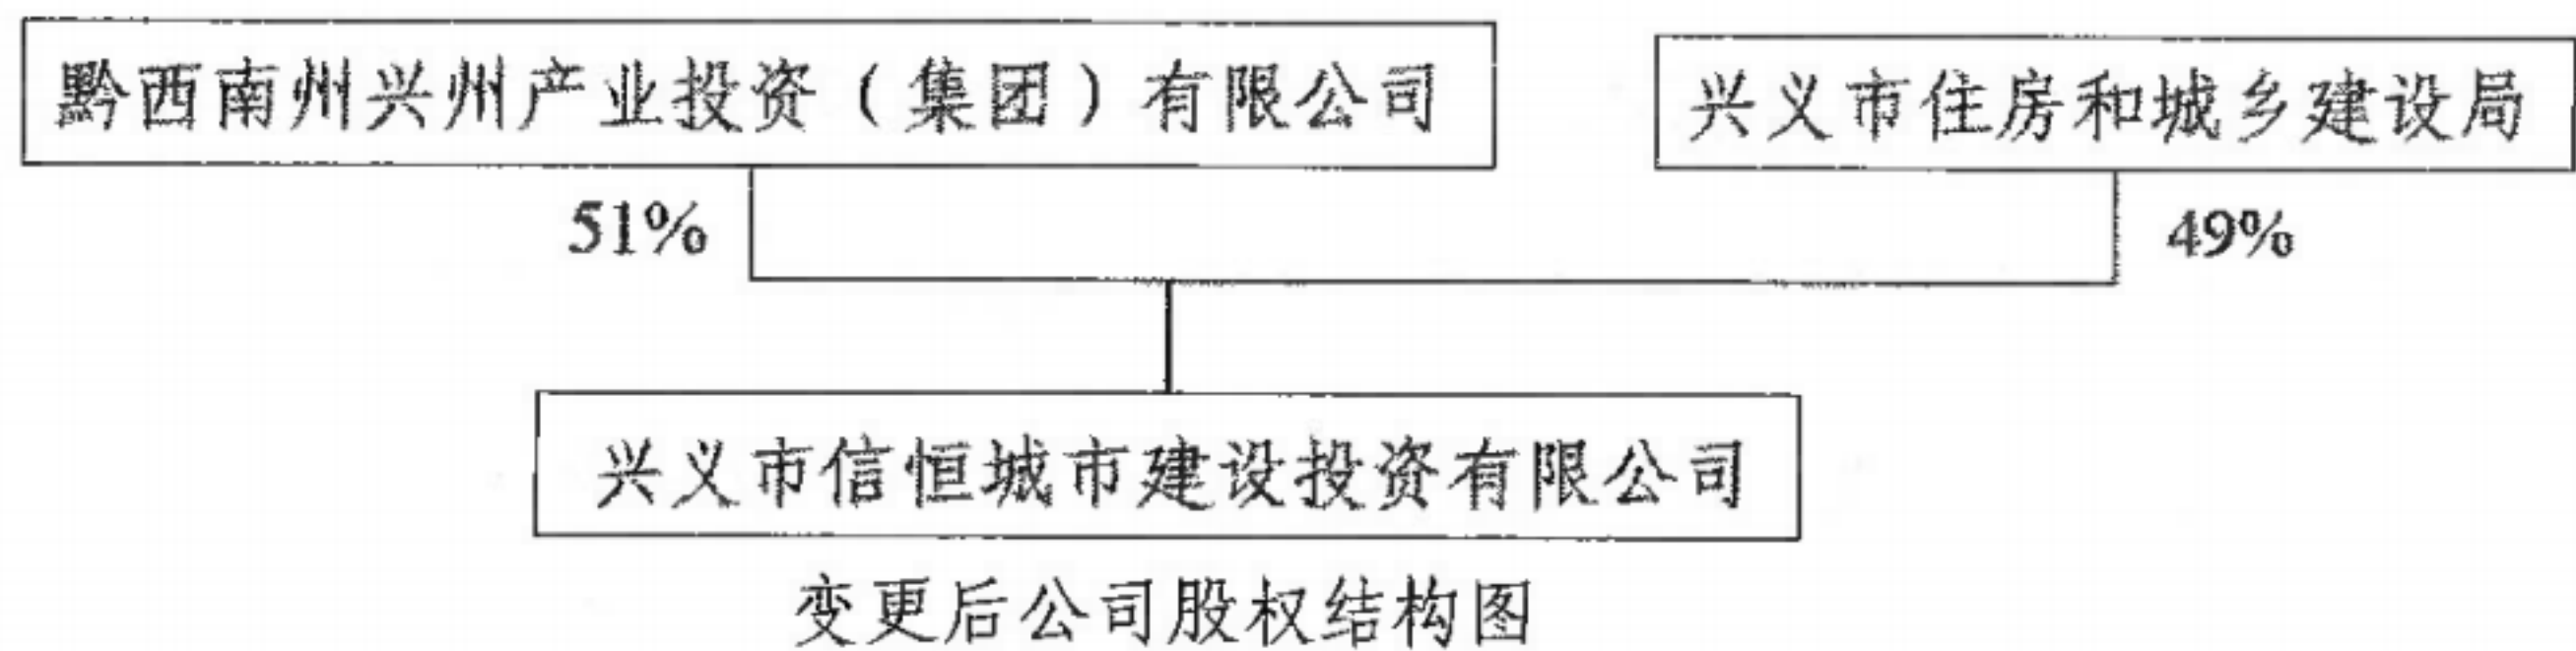 黔西南州兴州产业投资（集团）有限公司
兴义市住房和城乡建设局
51%
49%
兴义市信恒城市建设投资有限公司
变更后公司股权结构图